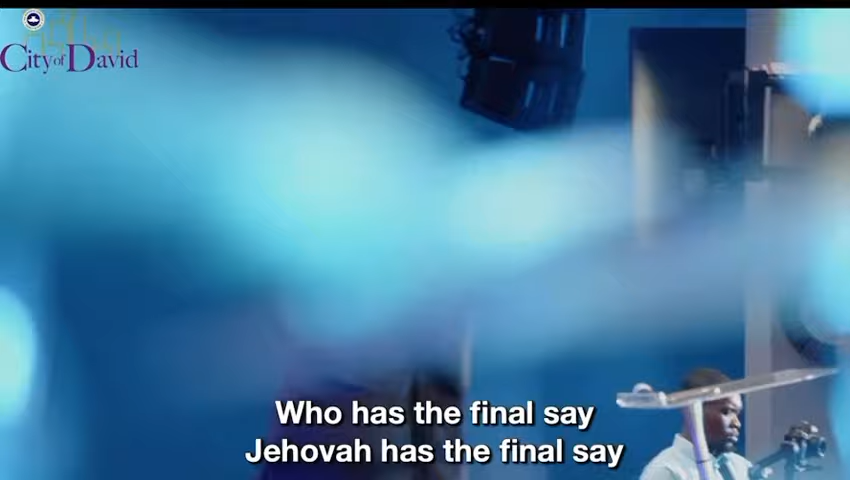 City of David
Who has the final say
Jehovah has the final say